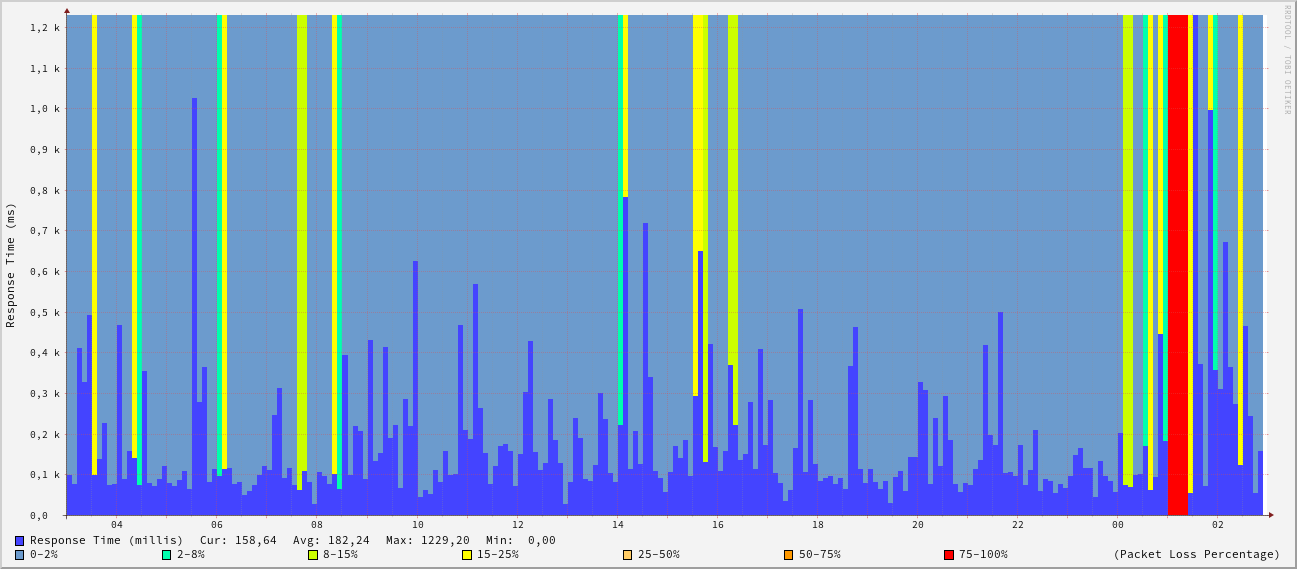 RRDTOOL / TOBI OETIKER
Response Time (ms)
1,2 k
1,1 k
1,0 k
0,9 k
0,8 k
0,7 k
0,6 k
0,5 k
0,4 k
0,3 k
0,2 k
0,1 k
0,0
04 06 08 10 12 14 16 18 20 22 00 02
Response Time (millis) Cur: 158,64 Avg: 182,24 Max: 1229,20 Min: 0,00
0-2% 2-8% 8-15% 15-25% 25-50% 50-75% 75-100% (Packet Loss Percentage)